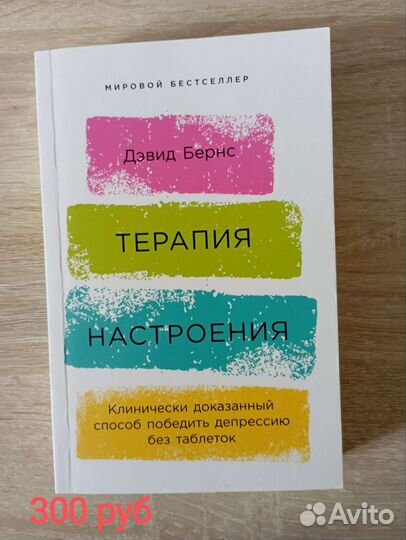 МИРОВОЙ БЕСТСЕЛЛЕР
Дэвид Бернс
ТЕРАПИЯ
НАСТРОЕНИЯ
Клинически доказанный
способ победить депрессию
без таблеток
300 руб
Avito